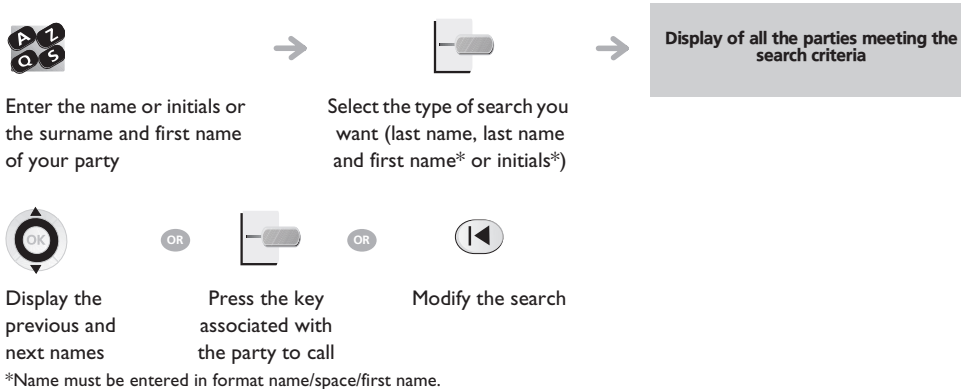 A Z
Q S
Display of all the parties meeting the
search criteria
Enter the name or initials or
the surname and first name
of your party
Select the type of search you
want (last name, last name
and first name* or initials*)
OK
OR
OR
Display the
previous and
next names
Press the key
associated with
the party to call
Modify the search
*Name must be entered in format name/space/first name.